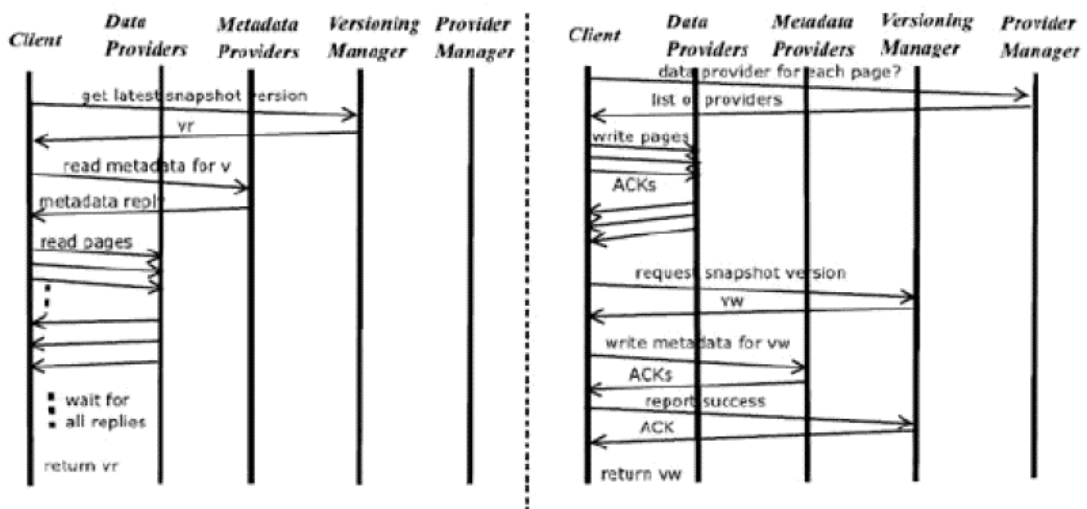 Client
Data
Providers
Metadata
Providers
Versioning
Manager
Provider
Manager
get latest snapshot version
vr
read metadata for v
metadata reply
read pages
wait for
all replies
return vr
Client
Data
Providers
Metadata
Providers
Versioning
Manager
Provider
Manager
data provider for each page?
list of providers
write pages
ACKs
request snapshot version
vw
write metadata for vw
ACKs
report success
ACK
return vw